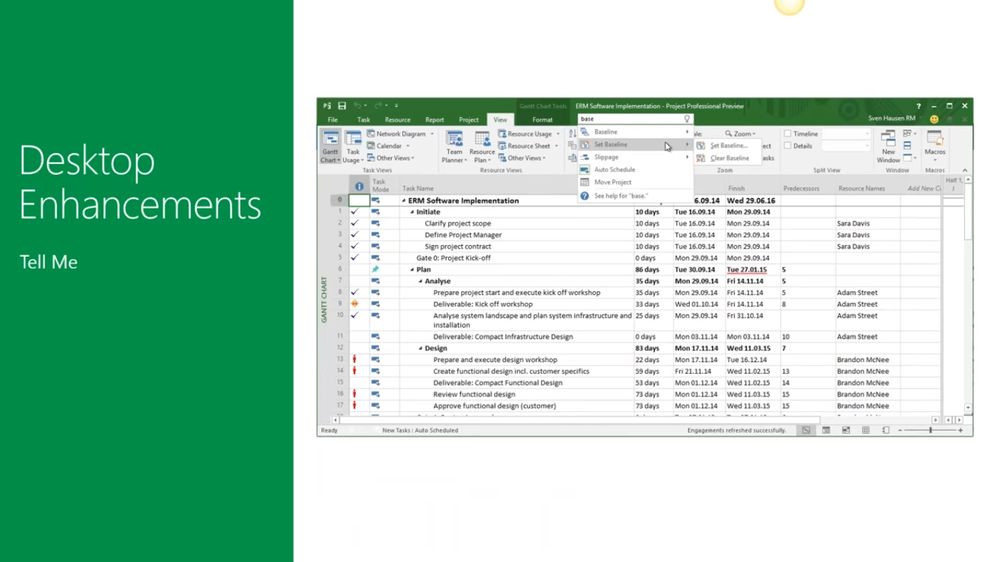 Desktop
Enhancements
Tell Me
Gantt Chart Tools
ERM Software Implementation - Project Professional Preview
File Task Resource Report Project View Format base Sven Hausen RM
Gantt Chart
Task Usage
Network Diagram
Calendar
Other Views
Task Views
Team Planner
Resource Plan
Resource Usage
Resource Sheet
Other Views
Resource Views
Baseline
Set Baseline
Slippage
Auto Schedule
Move Project
See help for "base."
Set Baseline...
Clear Baseline
Zoom
Zoom
Timeline
Details
Split View
New Window
Window
Macros
Macros
Task Mode Task Name Finish Predecessors Resource Names Add New C Half 1,
0 ERM Software Implementation 6.09.14 Wed 29.06.16
1 Initiate 10 days Tue 16.09.14 Mon 29.09.14
2 Clarify project scope 10 days Tue 16.09.14 Mon 29.09.14 Sara Davis
3 Define Project Manager 10 days Tue 16.09.14 Mon 29.09.14 Sara Davis
4 Sign project contract 10 days Tue 16.09.14 Mon 29.09.14 Sara Davis
5 Gate 0: Project Kick-off 0 days Mon 29.09.14 Mon 29.09.14
6 Plan 86 days Tue 30.09.14 Tue 27.01.15 5
7 Analyse 35 days Mon 29.09.14 Fri 14.11.14 5
8 Prepare project start and execute kick off workshop 35 days Mon 29.09.14 Fri 14.11.14 5 Adam Street
9 Deliverable: Kick off workshop 33 days Wed 01.10.14 Fri 14.11.14 8 Adam Street
10 Analyse system landscape and plan system infrastructure and 25 days Mon 29.09.14 Fri 31.10.14 Adam Street
installation
11 Deliverable: Compact Infrastructure Design 0 days Mon 03.11.14 Mon 03.11.14 10 Adam Street
12 Design 83 days Mon 17.11.14 Wed 11.03.15 7
13 Prepare and execute design workshop 22 days Mon 17.11.14 Tue 16.12.14 Brandon McNee
14 Create functional design incl. customer specifics 59 days Fri 21.11.14 Wed 11.02.15 13 Brandon McNee
15 Deliverable: Compact Functional Design 53 days Mon 01.12.14 Wed 11.02.15 14 Brandon McNee
16 Review functional design 73 days Mon 01.12.14 Wed 11.03.15 15 Brandon McNee
17 Approve functional design (customer) 73 days Mon 01.12.14 Wed 11.03.15 15 Brandon McNee
GANTT CHART
Ready New Tasks : Auto Scheduled Engagements refreshed successfully.